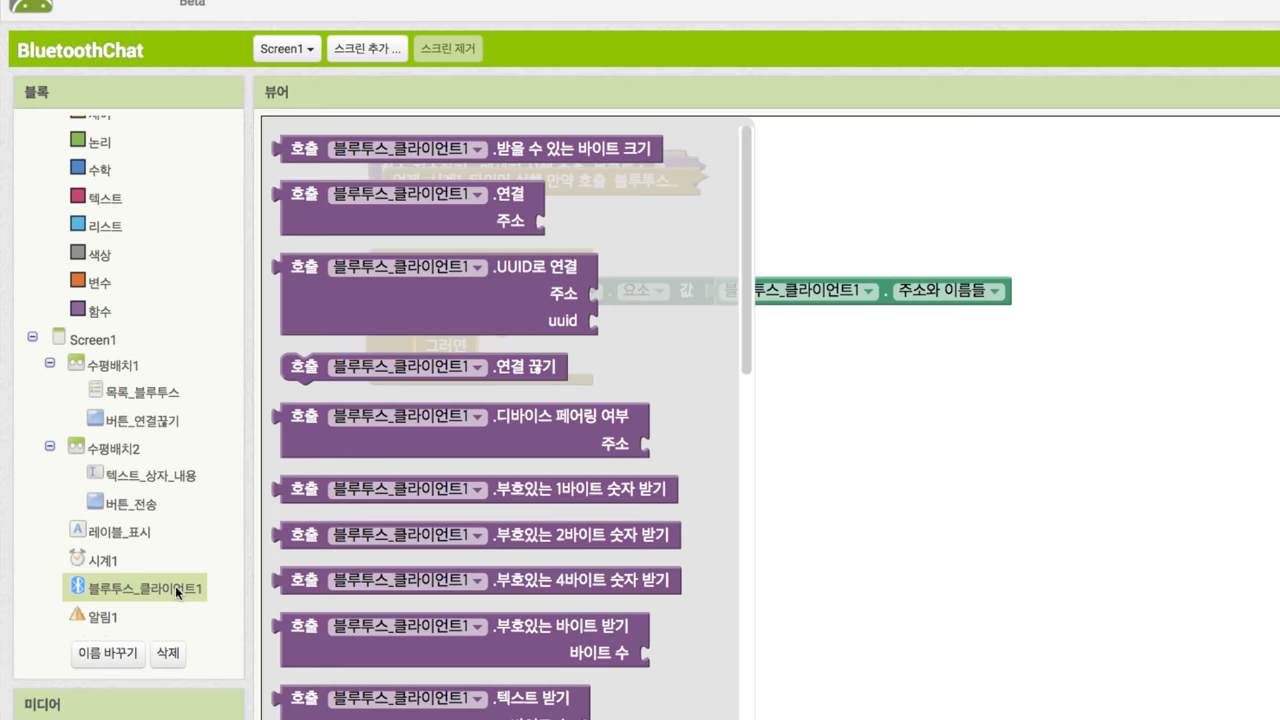 Beta
BluetoothChat
Screen1
스크린 추가 ...
스크린 제거
블록
뷰어
논리
수학
텍스트
리스트
색상
변수
함수
Screen1
수평배치1
목록_블루투스
버튼_연결끊기
수평배치2
텍스트_상자_내용
버튼_전송
레이블_표시
시계1
블루투스_클라이언트1
알림1
이름 바꾸기
삭제
미디어
호출 블루투스_클라이언트1 .받을 수 있는 바이트 크기
호출 블루투스_클라이언트1 .연결
주소
호출 블루투스_클라이언트1 .UUID로 연결
주소
uuid
. 요소 값 블루투스_클라이언트1 . 주소와 이름들
그러면
호출 블루투스_클라이언트1 .연결 끊기
호출 블루투스_클라이언트1 .디바이스 페어링 여부
주소
호출 블루투스_클라이언트1 .부호있는 1바이트 숫자 받기
호출 블루투스_클라이언트1 .부호있는 2바이트 숫자 받기
호출 블루투스_클라이언트1 .부호있는 4바이트 숫자 받기
호출 블루투스_클라이언트1 .부호있는 바이트 받기
바이트 수
호출 블루투스_클라이언트1 .텍스트 받기